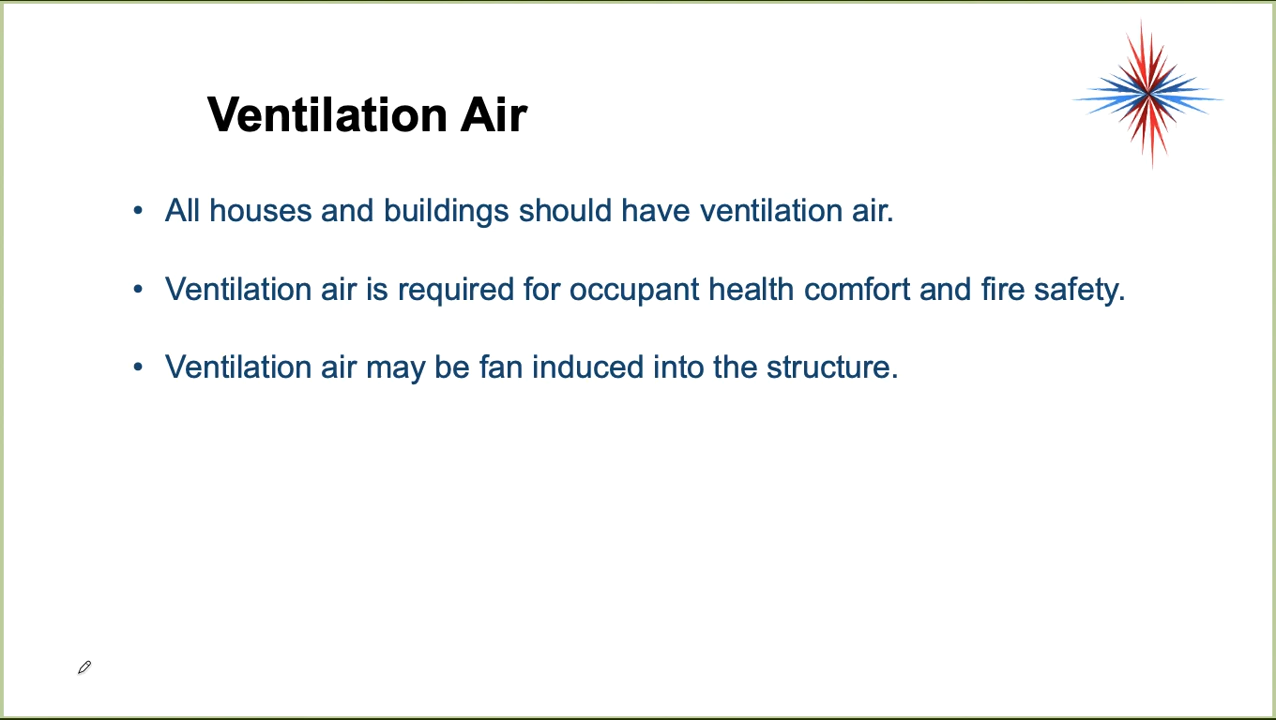 Ventilation Air
• All houses and buildings should have ventilation air.
• Ventilation air is required for occupant health comfort and fire safety.
• Ventilation air may be fan induced into the structure.